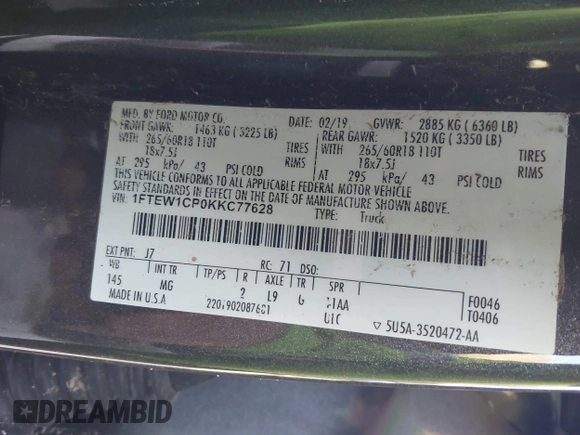 MFD. BY FORD MOTOR CO. DATE: 02/19 GVWR: 2885 KG ( 6360 LB)
FRONT GAWR: 1463 KG ( 3225 LB) REAR GAWR: 1520 KG ( 3350 LB)
WITH 265/60R18 110T TIRES WITH 265/60R18 110T TIRES
18x7.5J RIMS 18x7.5J RIMS
AT 295 kPa/ 43 PSI COLD AT 295 kPa/ 43 PSI COLD
THIS VEHICLE CONFORMS TO ALL APPLICABLE FEDERAL MOTOR VEHICLE
SAFETY STANDARDS IN EFFECT ON THE DATE OF MANUFACTURE SHOWN ABOVE.
VIN: 1FTEW1CP0KKC77628 TYPE: Truck
EXT PNT: J7 RC: 71 DSO:
WB INT TR TP/PS R AXLE TR SPR F0046
145 MG 2 L9 T0406
MADE IN U.S.A. ▽ 5U5A-3520472-AA
DREAMBID